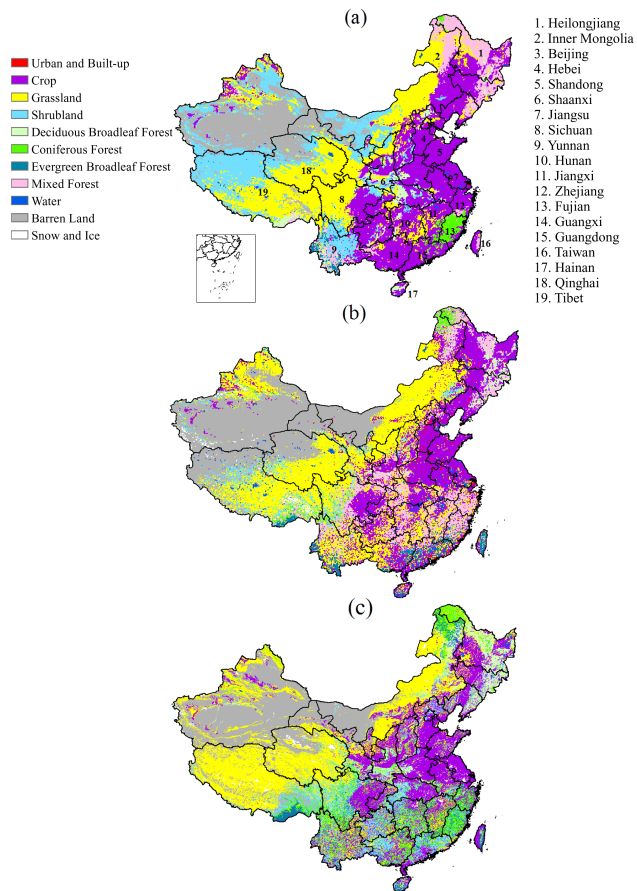 (a)
Urban and Built-up
Crop
Grassland
Shrubland
Deciduous Broadleaf Forest
Coniferous Forest
Evergreen Broadleaf Forest
Mixed Forest
Water
Barren Land
Snow and Ice
1. Heilongjiang
2. Inner Mongolia
3. Beijing
4. Hebei
5. Shandong
6. Shaanxi
7. Jiangsu
8. Sichuan
9. Yunnan
10. Hunan
11. Jiangxi
12. Zhejiang
13. Fujian
14. Guangxi
15. Guangdong
16. Taiwan
17. Hainan
18. Qinghai
19. Tibet
2
1
6
18
19
8
9
10
11
12
13
14
16
17
(b)
(c)